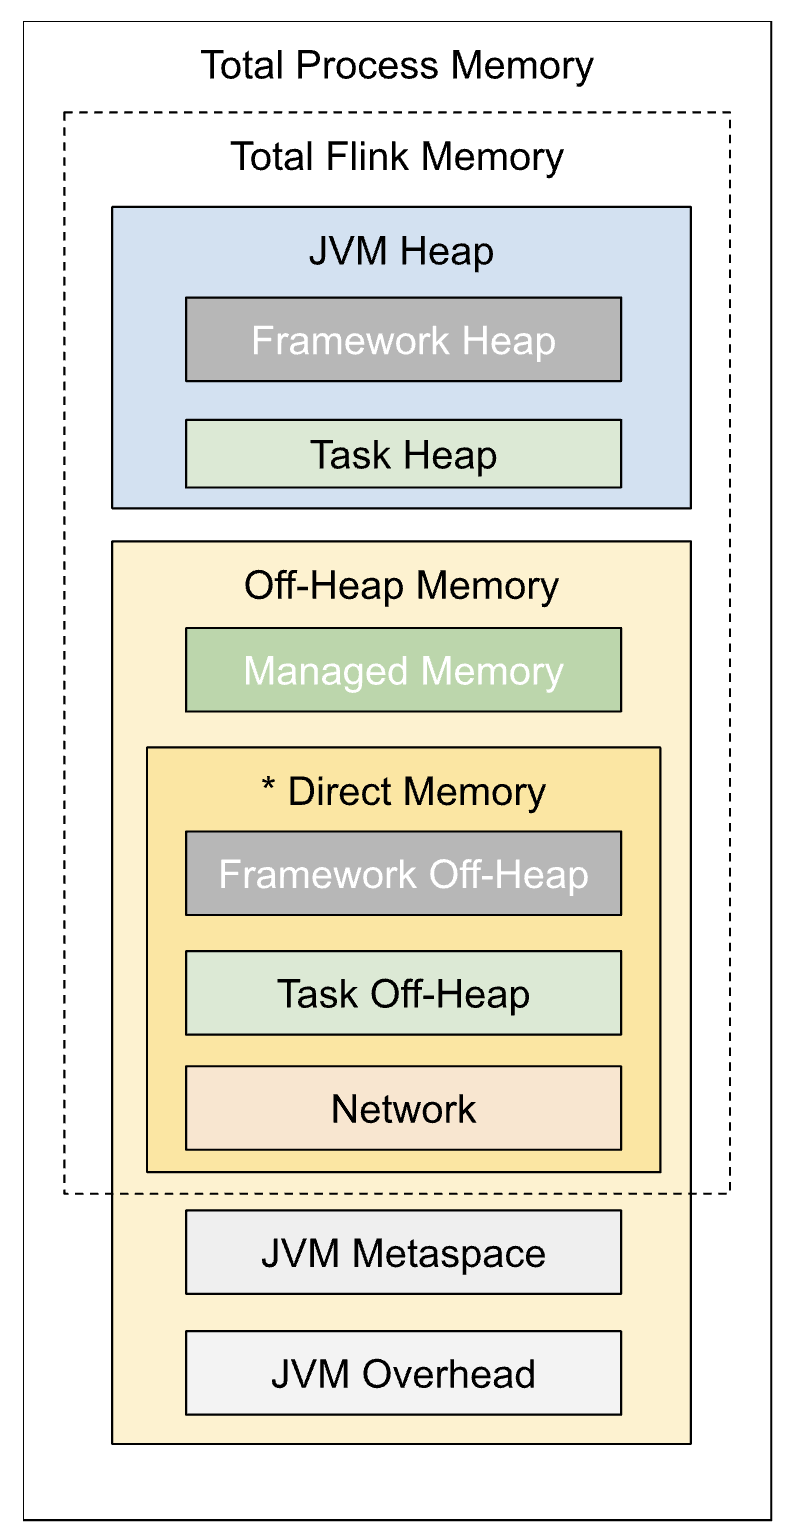 Total Process Memory
Total Flink Memory
JVM Heap
Framework Heap
Task Heap
Off-Heap Memory
Managed Memory
* Direct Memory
Framework Off-Heap
Task Off-Heap
Network
JVM Metaspace
JVM Overhead